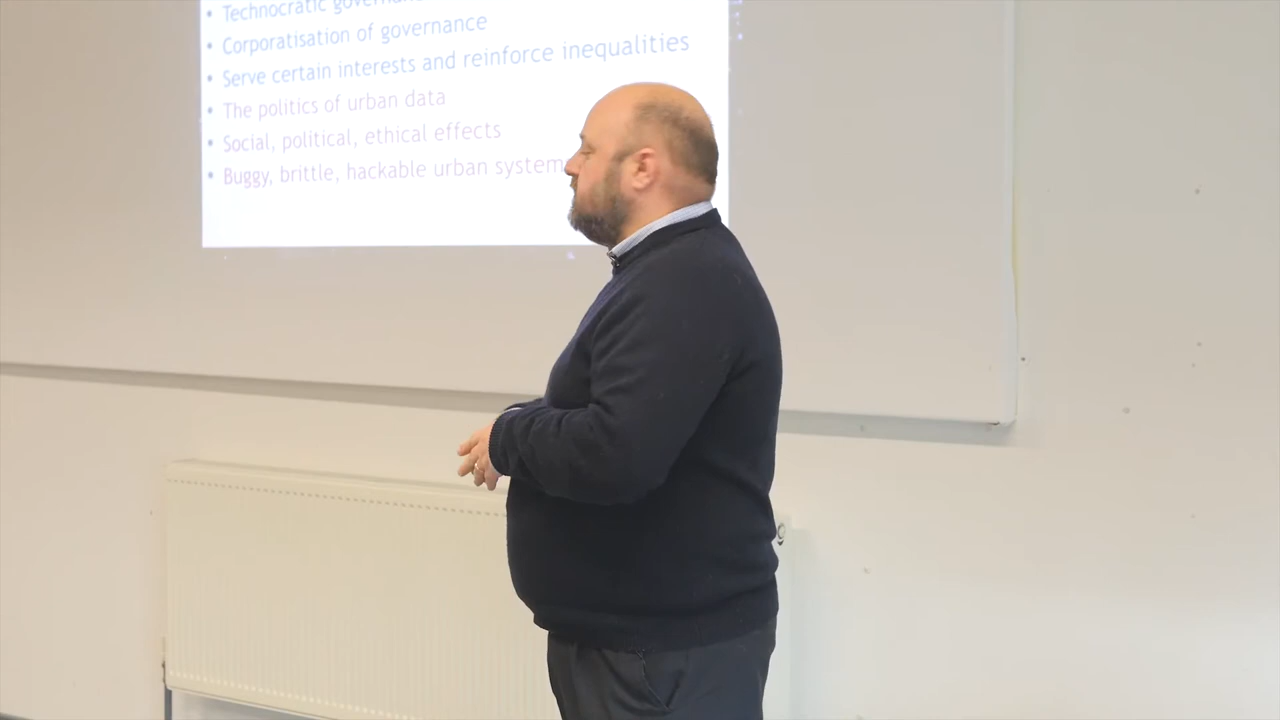 • Technocratic
• Corporatisation of governance
• Serve certain interests and reinforce inequalities
• The politics of urban data
• Social, political, ethical effects
• Buggy, brittle, hackable urban system